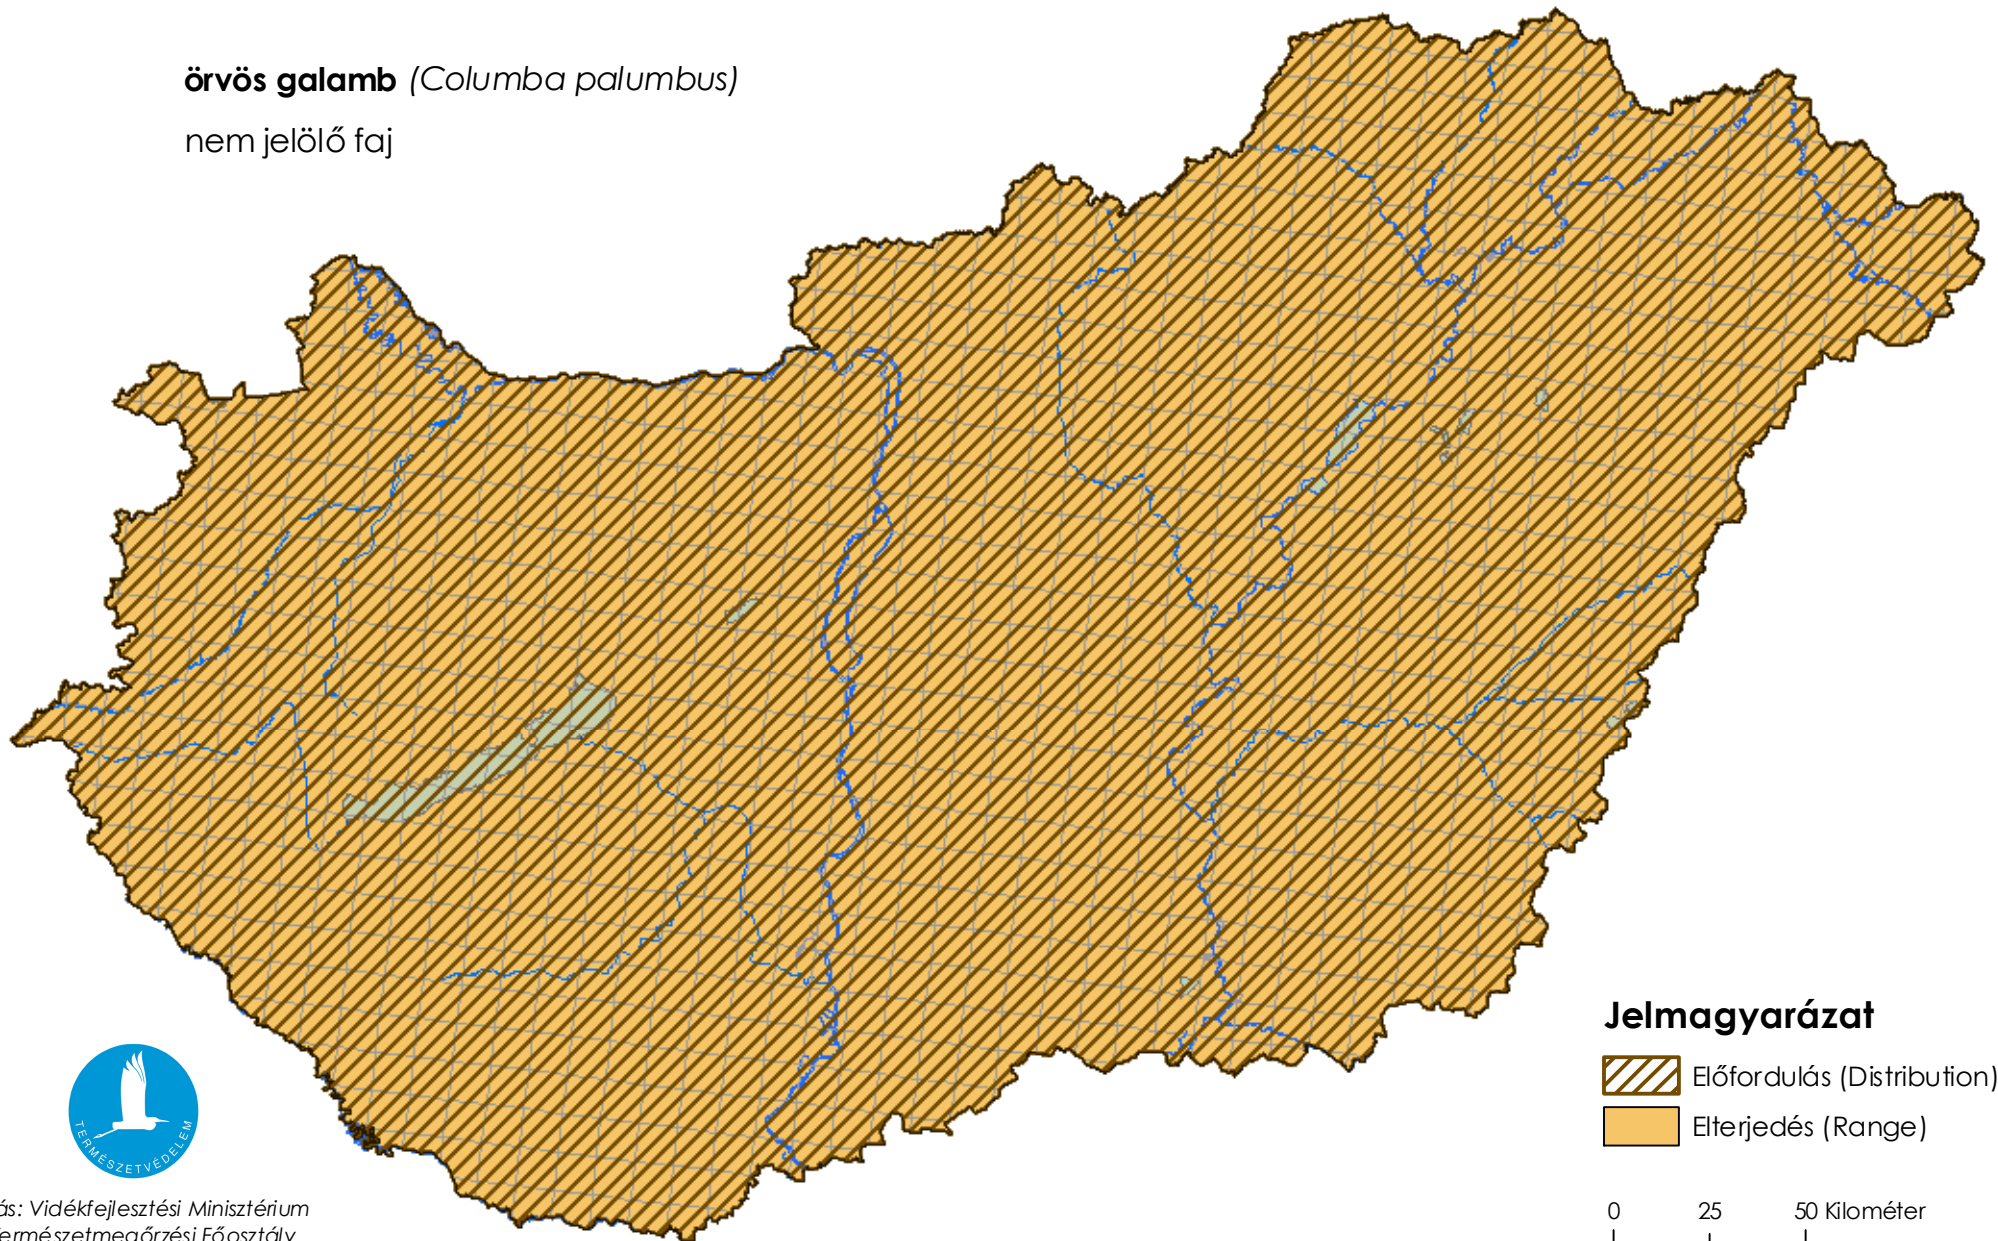 örvös galamb (Columba palumbus)
nem jelölő faj
Jelmagyarázat
Előfordulás (Distribution)
Elterjedés (Range)
TERMÉSZETVÉDELEM
ás: Vidékfejlesztési Minisztérium
ermészetmegőrzési Főosztály
0 25 50 Kilométer